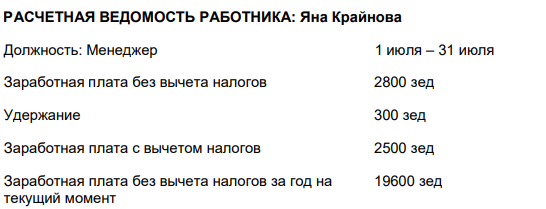 РАСЧЕТНАЯ ВЕДОМОСТЬ РАБОТНИКА: Яна Крайнова
Должность: Менеджер 1 июля – 31 июля
Заработная плата без вычета налогов 2800 зед
Удержание 300 зед
Заработная плата с вычетом налогов 2500 зед
Заработная плата без вычета налогов за год на 19600 зед
текущий момент